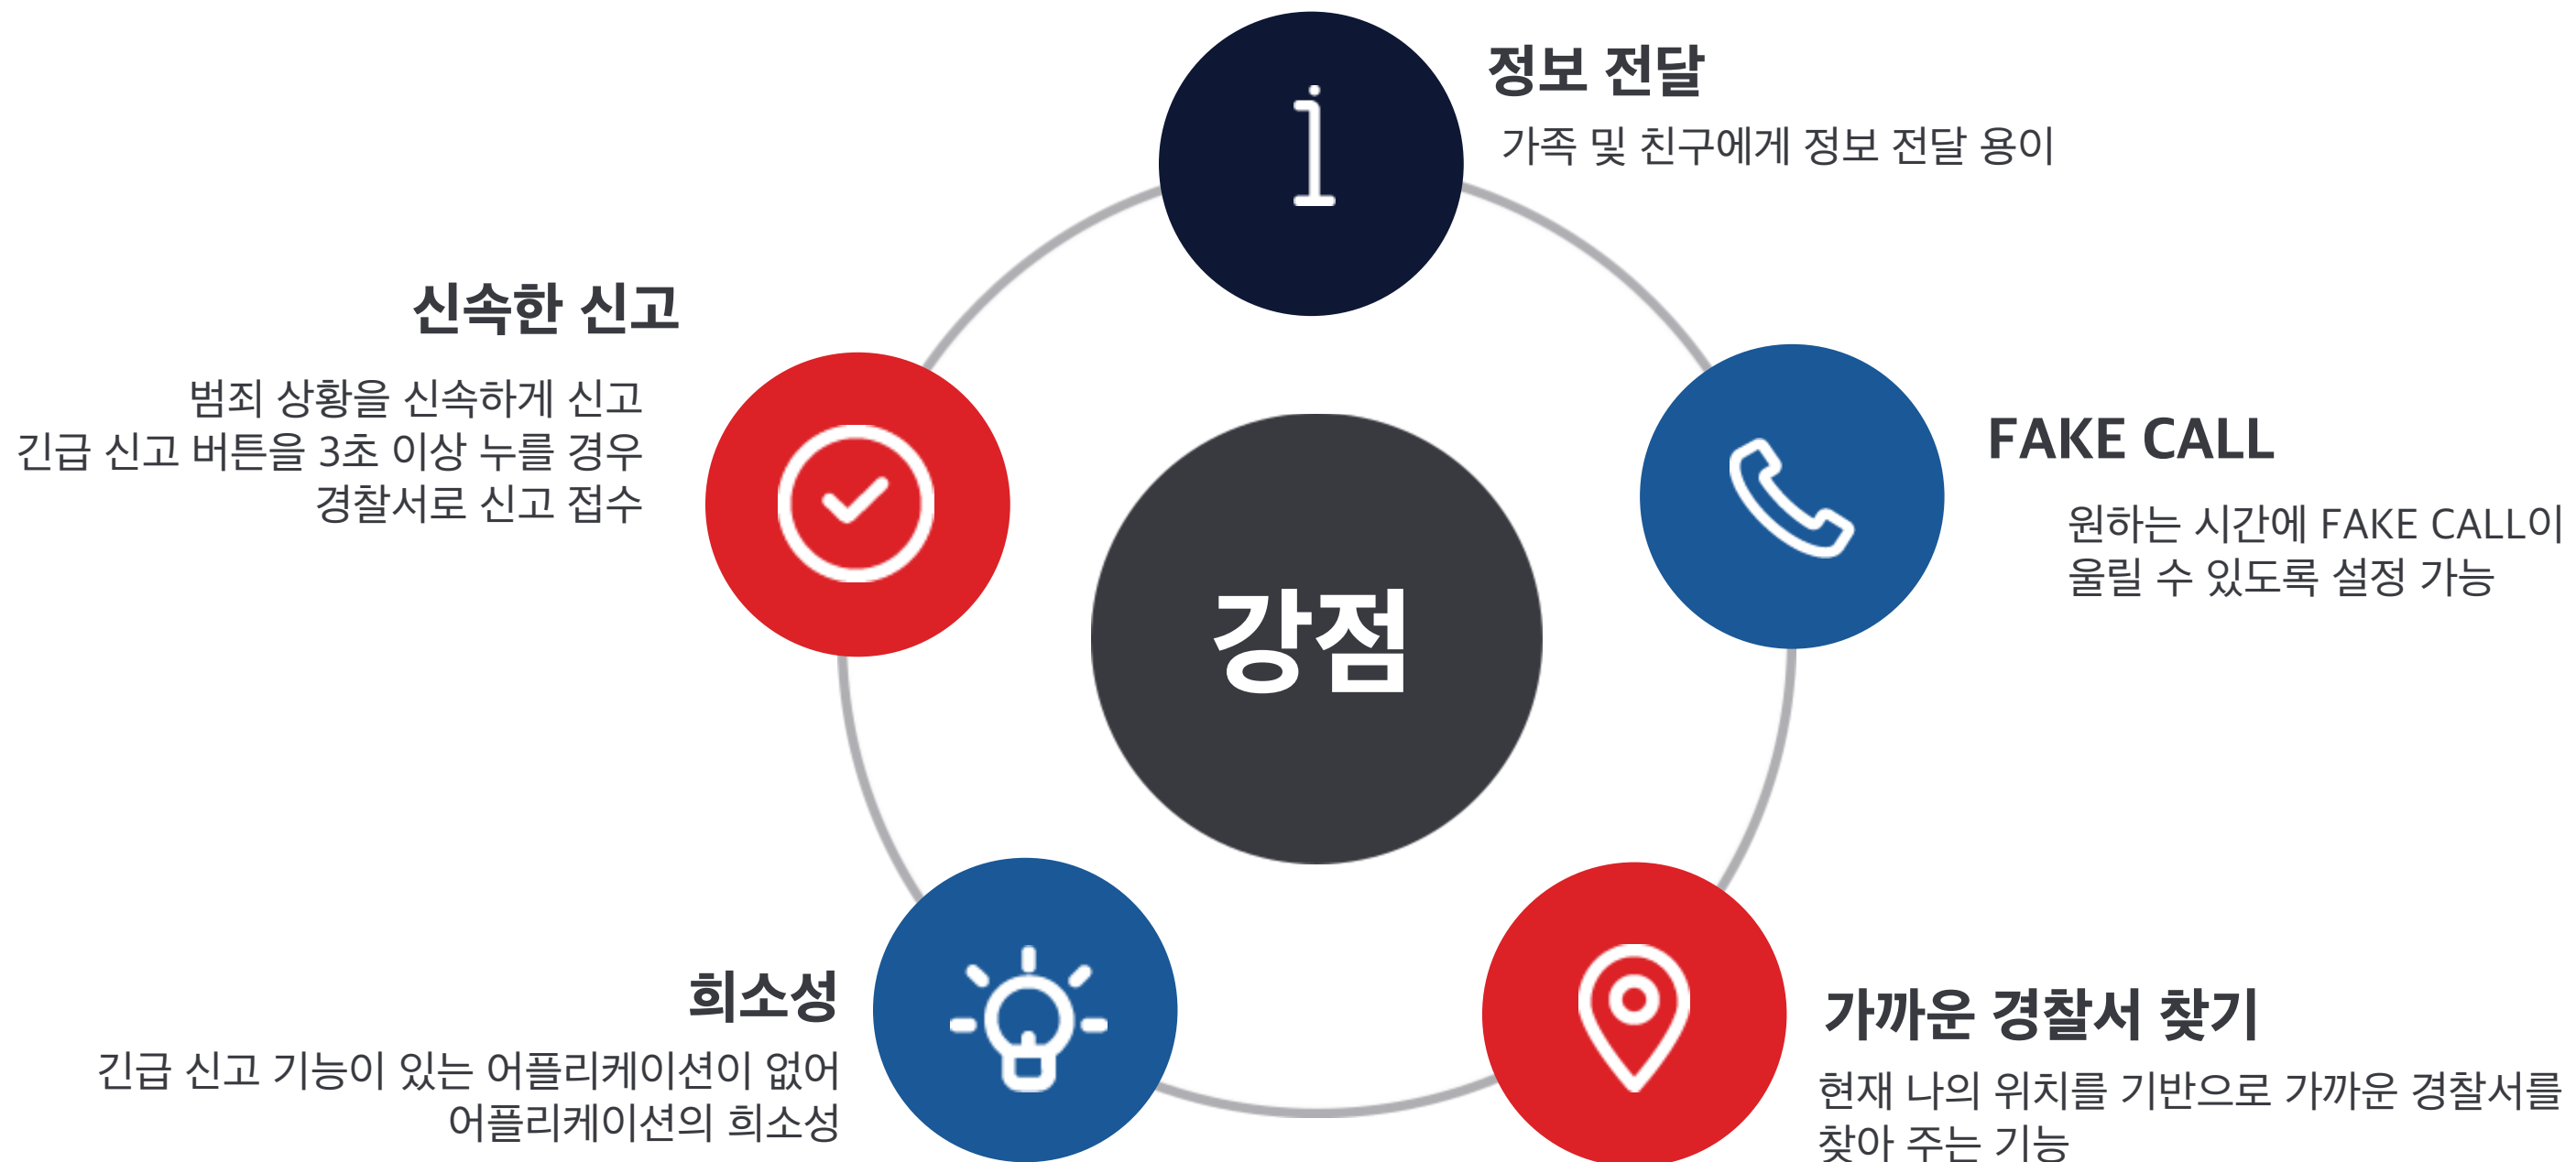 정보 전달
가족 및 친구에게 정보 전달 용이
신속한 신고
범죄 상황을 신속하게 신고
긴급 신고 버튼을 3초 이상 누를 경우
경찰서로 신고 접수
FAKE CALL
원하는 시간에 FAKE CALL이
울릴 수 있도록 설정 가능
강점
희소성
긴급 신고 기능이 있는 어플리케이션이 없어
어플리케이션의 희소성
가까운 경찰서 찾기
현재 나의 위치를 기반으로 가까운 경찰서를
찾아 주는 기능